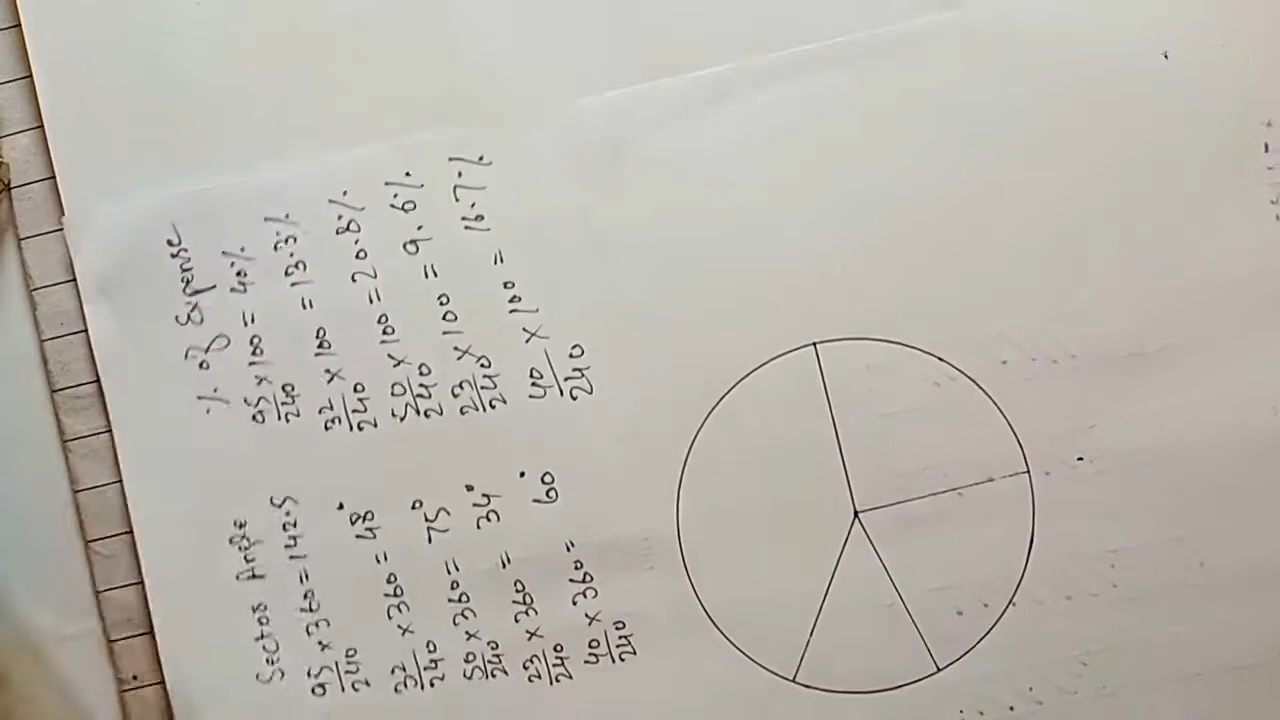 Sector Angle
95/240 × 360 = 142.5
32/240 × 360 = 48°
50/240 × 360 = 75°
23/240 × 360 = 34°
40/240 × 360 = 60°
% of Expense
95/240 × 100 = 40%
32/240 × 100 = 13.3%
50/240 × 100 = 20.8%
23/240 × 100 = 9.6%
40/240 × 100 = 16.7%